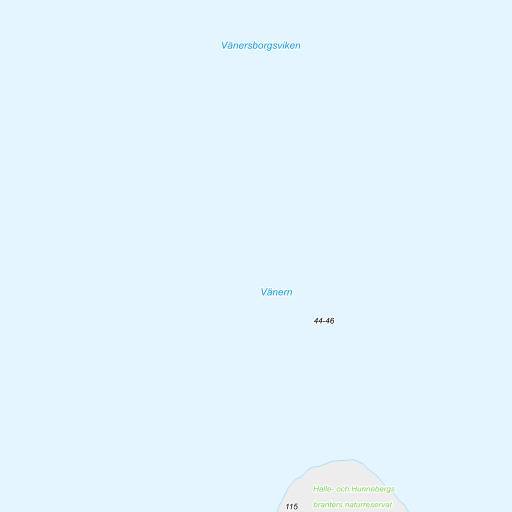 Vänersborgsviken
Vänern
44-46
Halle- och Hunnebergs
branters naturreservat
115